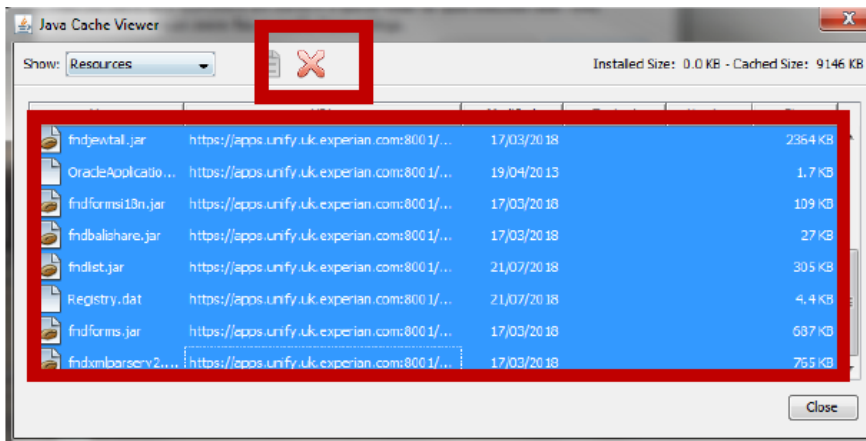 Java Cache Viewer
Show: Resources
Installed Size: 0.0 KB - Cached Size: 9146 KB
fndjewtall.jar https://apps.unify.uk.experian.com:8001/... 17/03/2018 2364 KB
OracleApplicatio... https://apps.unify.uk.experian.com:8001/... 19/04/2013 1.7 KB
fndformsi18n.jar https://apps.unify.uk.experian.com:8001/... 17/03/2018 109 KB
fndbalishare.jar https://apps.unify.uk.experian.com:8001/... 17/03/2018 27 KB
fndlist.jar https://apps.unify.uk.experian.com:8001/... 21/07/2018 305 KB
Registry.dat https://apps.unify.uk.experian.com:8001/... 21/07/2018 4.4 KB
fndforms.jar https://apps.unify.uk.experian.com:8001/... 17/03/2018 687 KB
fndxmlparserv2.... https://apps.unify.uk.experian.com:8001/... 17/03/2018 765 KB
Close